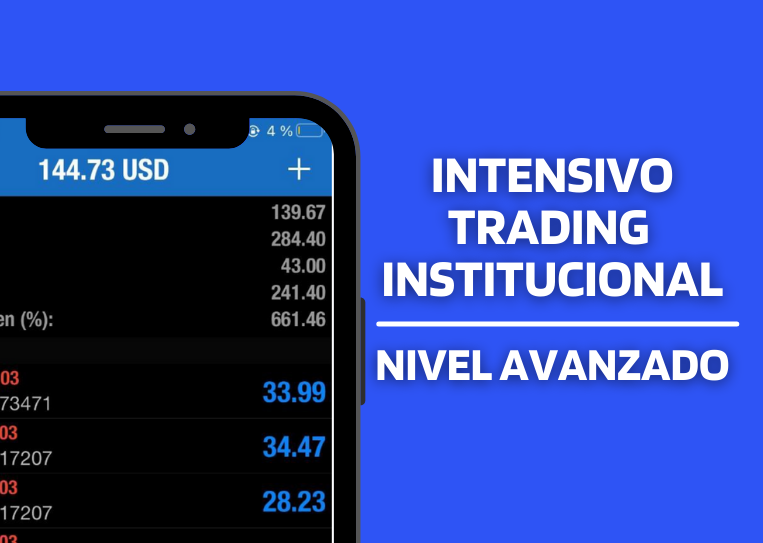 4 %
144.73 USD
+
139.67
284.40
43.00
241.40
en (%): 661.46
03
73471 33.99
03
17207 34.47
03
17207 28.23
03
INTENSIVO
TRADING
INSTITUCIONAL
NIVEL AVANZADO